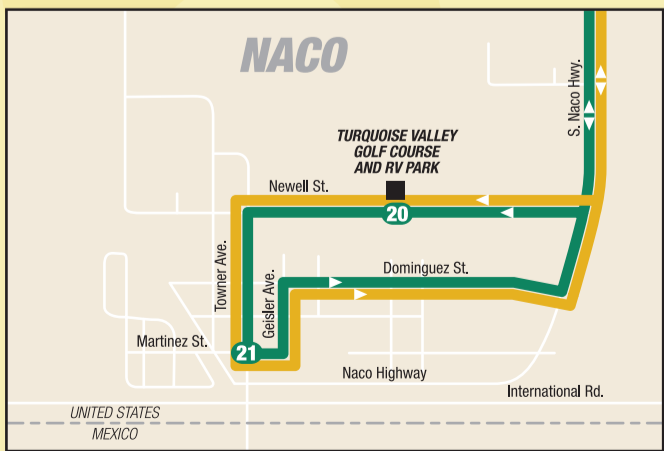 NACO
S. Naco Hwy.
TURQUOISE VALLEY
GOLF COURSE
AND RV PARK
Newell St.
20
Towner Ave.
Geisler Ave.
Dominguez St.
Martinez St.
21
Naco Highway
International Rd.
UNITED STATES
MEXICO